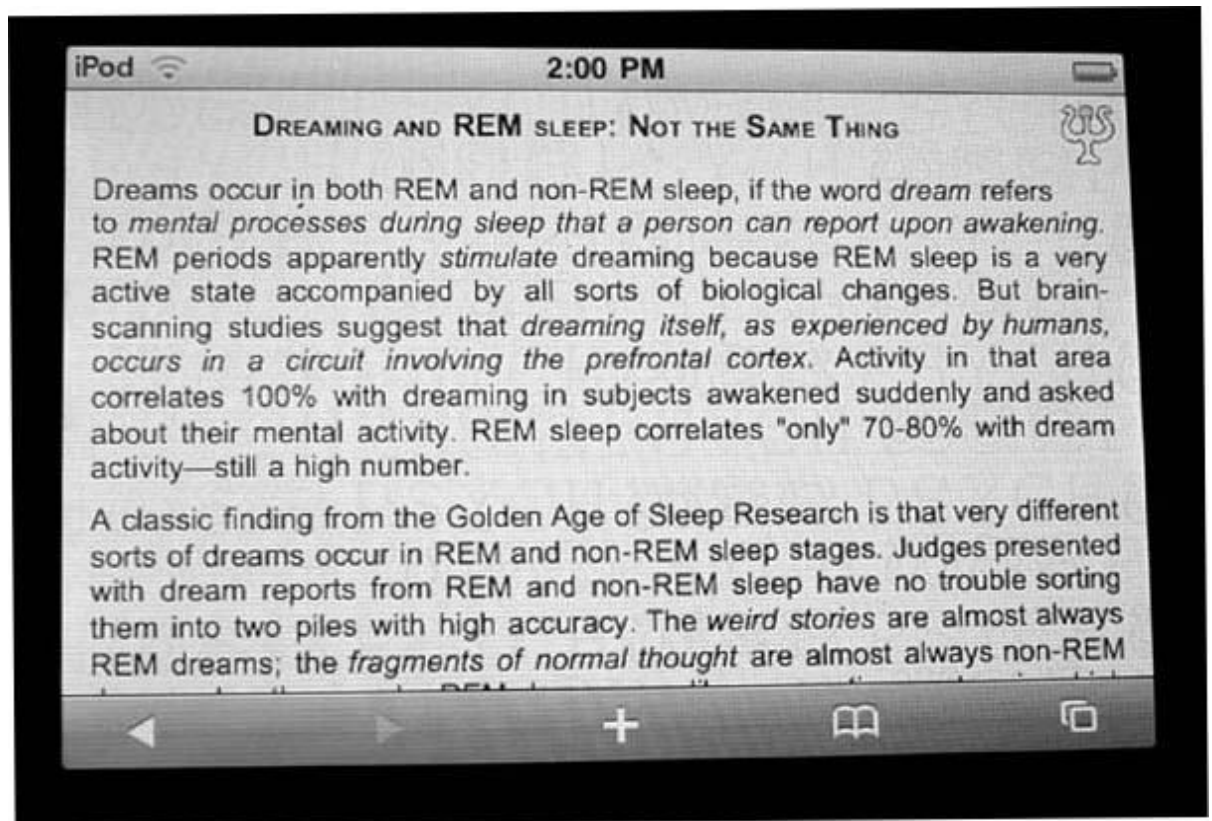 iPod
2:00 PM
DREAMING AND REM SLEEP: NOT THE SAME THING
Dreams occur in both REM and non-REM sleep, if the word dream refers
to mental processes during sleep that a person can report upon awakening.
REM periods apparently stimulate dreaming because REM sleep is a very
active state accompanied by all sorts of biological changes. But brain-
scanning studies suggest that dreaming itself, as experienced by humans,
occurs in a circuit involving the prefrontal cortex. Activity in that area
correlates 100% with dreaming in subjects awakened suddenly and asked
about their mental activity. REM sleep correlates "only" 70-80% with dream
activity—still a high number.
A classic finding from the Golden Age of Sleep Research is that very different
sorts of dreams occur in REM and non-REM sleep stages. Judges presented
with dream reports from REM and non-REM sleep have no trouble sorting
them into two piles with high accuracy. The weird stories are almost always
REM dreams; the fragments of normal thought are almost always non-REM